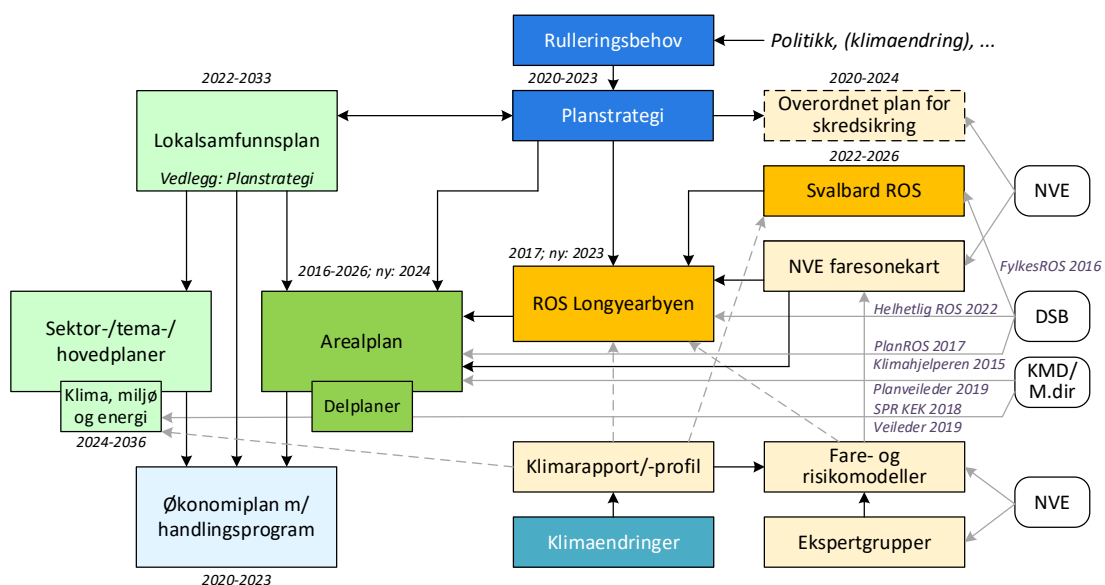 Rulleringsbehov
Politikk, (klimaendring), ...
2022-2033
2020-2023
2020-2024
Lokalsamfunnsplan
Vedlegg: Planstrategi
Planstrategi
Overordnet plan for
skredsikring
2022-2026
Svalbard ROS
NVE
2016-2026; ny: 2024
2017; ny: 2023
NVE faresonekart
FylkesROS 2016
Sektor-/tema-/
hovedplaner
Arealplan
ROS Longyearbyen
Helhetlig ROS 2022
DSB
PlanROS 2017
Klimahjelperen 2015
KMD/
M.dir
Klima, miljø
og energi
Delplaner
Planveileder 2019
SPR KEK 2018
Veileder 2019
2024-2036
Klimarapport/-profil
Fare- og
risikomodeller
Økonomiplan m/
handlingsprogram
Klimaendringer
Ekspertgrupper
NVE
2020-2023